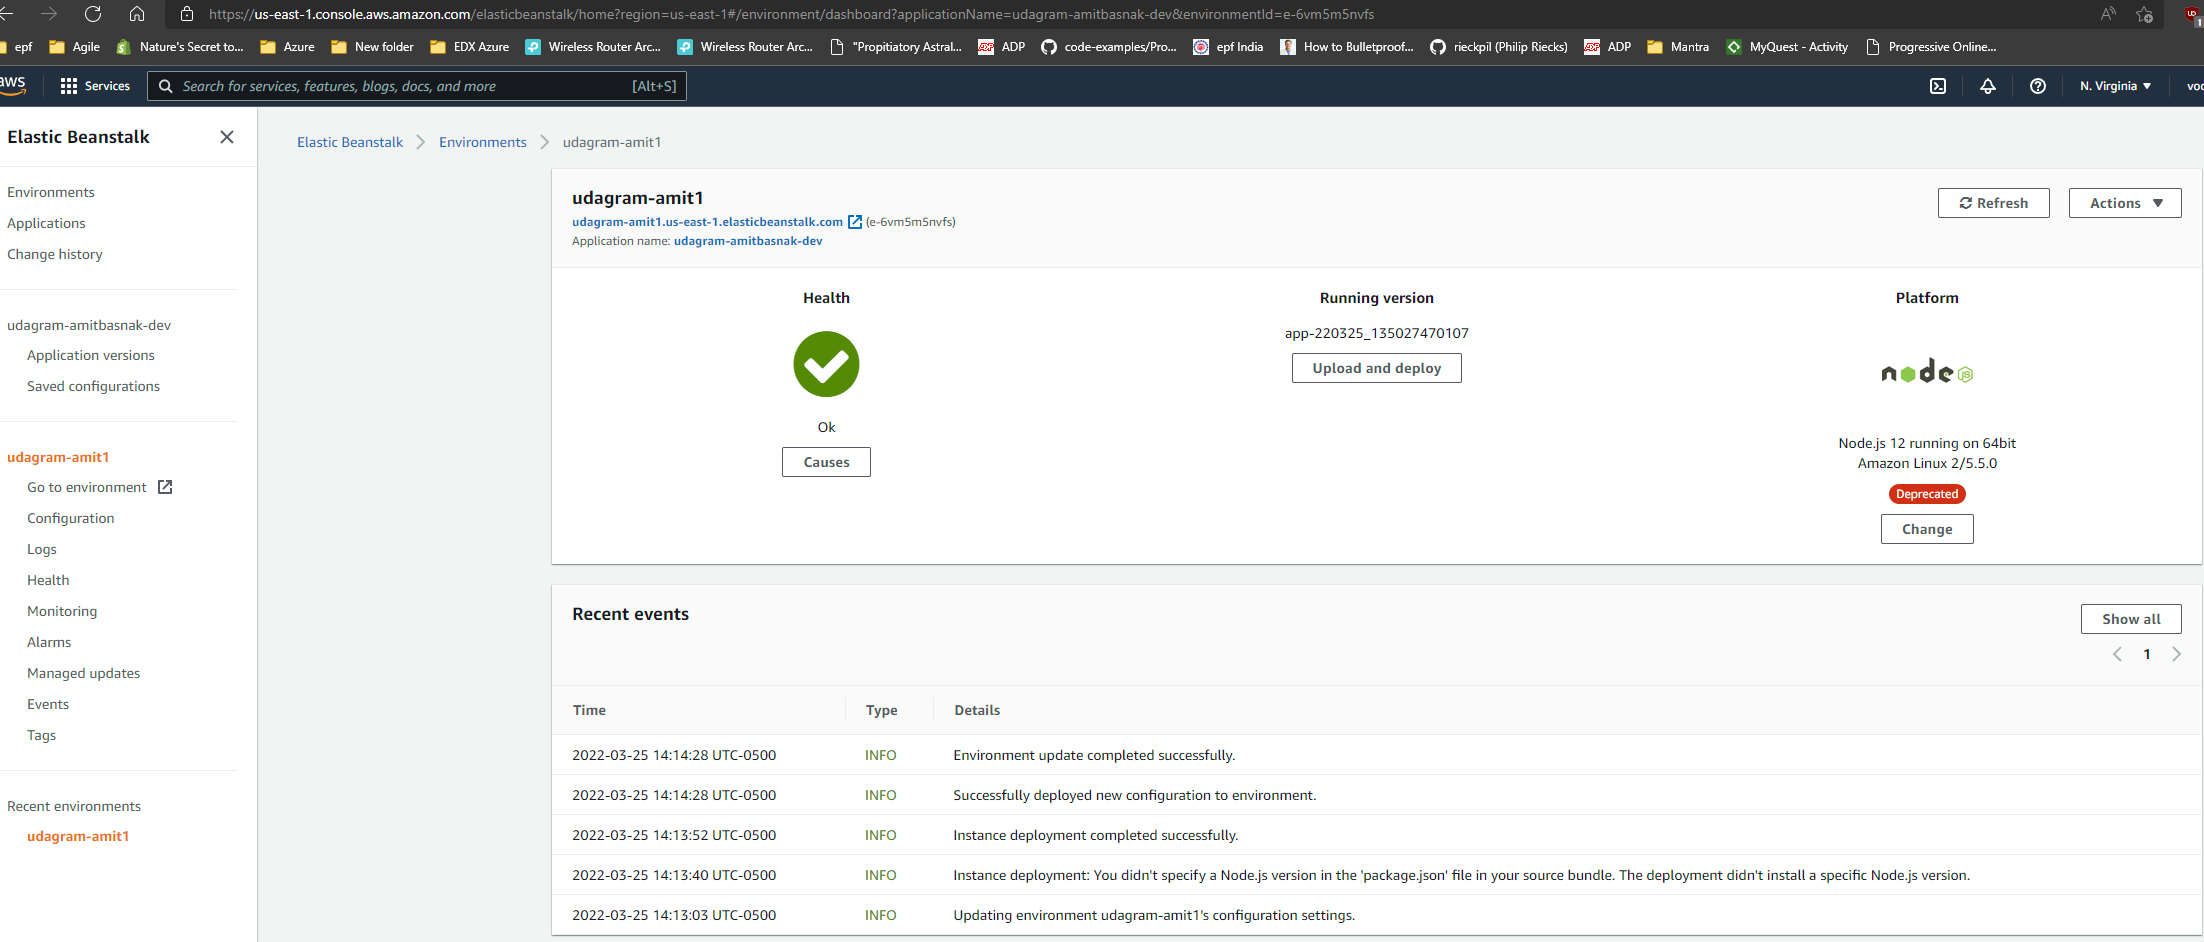 https://us-east-1.console.aws.amazon.com/elasticbeanstalk/home?region=us-east-1#/environment/dashboard?applicationName=udagram-amitbasnak-dev&environmentId=e-6vm5m5nvfs
epf Agile Nature's Secret to... Azure New folder EDX Azure Wireless Router Arc... Wireless Router Arc... "Propitiatory Astral... ADP code-examples/Pro... epf India How to Bulletproof... rieckpil (Philip Riecks) ADP Mantra MyQuest - Activity Progressive Online...
aws Services Search for services, features, blogs, docs, and more [Alt+S] N. Virginia ▼ voc
Elastic Beanstalk
Environments
Applications
Change history
udagram-amitbasnak-dev
Application versions
Saved configurations
udagram-amit1
Go to environment
Configuration
Logs
Health
Monitoring
Alarms
Managed updates
Events
Tags
Recent environments
udagram-amit1
Elastic Beanstalk > Environments > udagram-amit1
udagram-amit1
udagram-amit1.us-east-1.elasticbeanstalk.com (e-6vm5m5nvfs)
Application name: udagram-amitbasnak-dev
Refresh Actions ▼
Health
Ok
Causes
Running version
app-220325_135027470107
Upload and deploy
Platform
node JS
Node.js 12 running on 64bit
Amazon Linux 2/5.5.0
Deprecated
Change
Recent events
Show all
1
Time Type Details
2022-03-25 14:14:28 UTC-0500 INFO Environment update completed successfully.
2022-03-25 14:14:28 UTC-0500 INFO Successfully deployed new configuration to environment.
2022-03-25 14:13:52 UTC-0500 INFO Instance deployment completed successfully.
2022-03-25 14:13:40 UTC-0500 INFO Instance deployment: You didn't specify a Node.js version in the 'package.json' file in your source bundle. The deployment didn't install a specific Node.js version.
2022-03-25 14:13:03 UTC-0500 INFO Updating environment udagram-amit1's configuration settings.